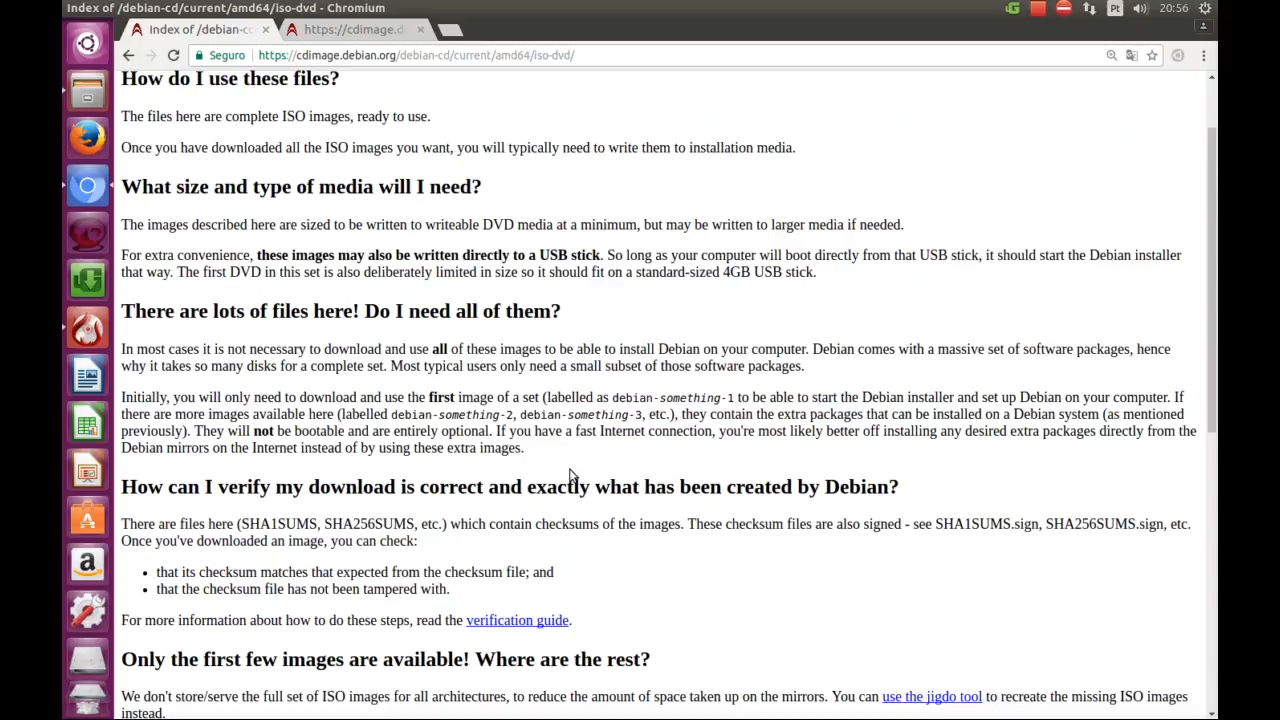 Index of /debian-cd/current/amd64/iso-dvd - Chromium
Pt
20:56
Index of /debian-c
https://cdimage.d
Seguro
https://cdimage.debian.org/debian-cd/current/amd64/iso-dvd/
How do I use these files?
The files here are complete ISO images, ready to use.
Once you have downloaded all the ISO images you want, you will typically need to write them to installation media.
What size and type of media will I need?
The images described here are sized to be written to writeable DVD media at a minimum, but may be written to larger media if needed.
For extra convenience, these images may also be written directly to a USB stick. So long as your computer will boot directly from that USB stick, it should start the Debian installer
that way. The first DVD in this set is also deliberately limited in size so it should fit on a standard-sized 4GB USB stick.
There are lots of files here! Do I need all of them?
In most cases it is not necessary to download and use all of these images to be able to install Debian on your computer. Debian comes with a massive set of software packages, hence
why it takes so many disks for a complete set. Most typical users only need a small subset of those software packages.
Initially, you will only need to download and use the first image of a set (labelled as debian-something-1 to be able to start the Debian installer and set up Debian on your computer. If
there are more images available here (labelled debian-something-2, debian-something-3, etc.), they contain the extra packages that can be installed on a Debian system (as mentioned
previously). They will not be bootable and are entirely optional. If you have a fast Internet connection, you're most likely better off installing any desired extra packages directly from the
Debian mirrors on the Internet instead of by using these extra images.
How can I verify my download is correct and exactly what has been created by Debian?
There are files here (SHA1SUMS, SHA256SUMS, etc.) which contain checksums of the images. These checksum files are also signed - see SHA1SUMS.sign, SHA256SUMS.sign, etc.
Once you've downloaded an image, you can check:
• that its checksum matches that expected from the checksum file; and
• that the checksum file has not been tampered with.
For more information about how to do these steps, read the verification guide.
Only the first few images are available! Where are the rest?
We don't store/serve the full set of ISO images for all architectures, to reduce the amount of space taken up on the mirrors. You can use the jigdo tool to recreate the missing ISO images
instead.